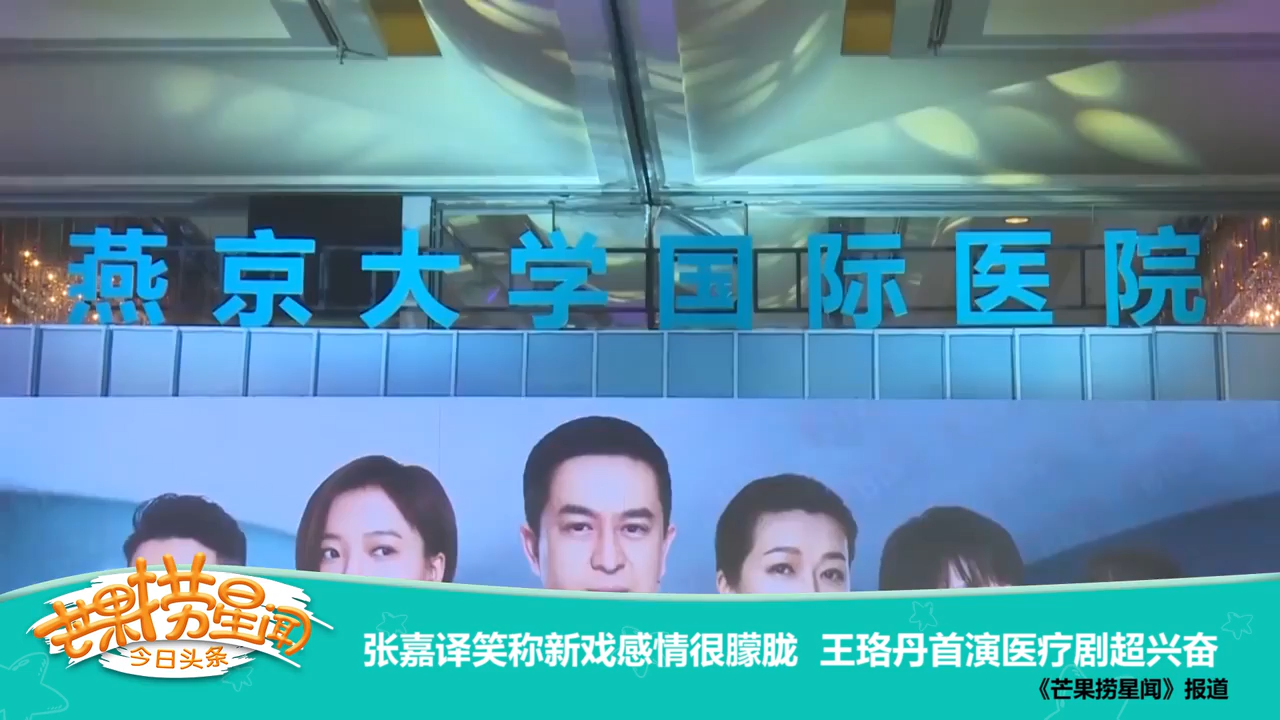 燕京大学国际医院
芒果捞星闻
今日头条
张嘉译笑称新戏感情很朦胧 王珞丹首演医疗剧超兴奋
《芒果捞星闻》报道